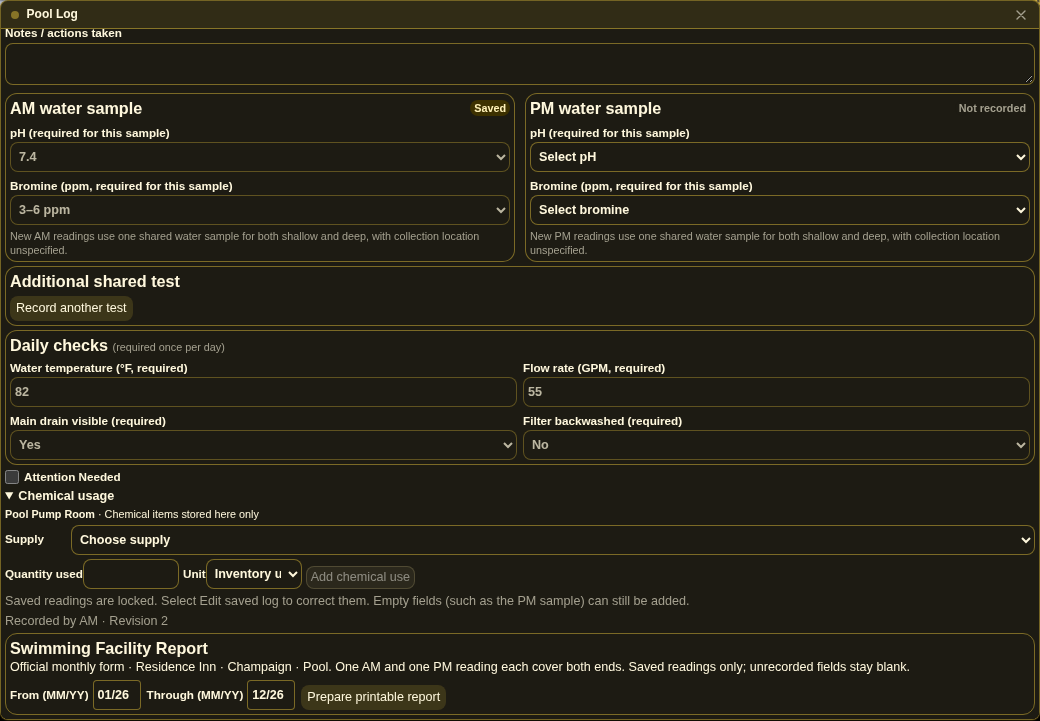 Pool Log
Notes / actions taken
AM water sample
Saved
pH (required for this sample)
7.4
Bromine (ppm, required for this sample)
3–6 ppm
New AM readings use one shared water sample for both shallow and deep, with collection location
unspecified.
PM water sample
Not recorded
pH (required for this sample)
Select pH
Bromine (ppm, required for this sample)
Select bromine
New PM readings use one shared water sample for both shallow and deep, with collection location
unspecified.
Additional shared test
Record another test
Daily checks (required once per day)
Water temperature (°F, required)
82
Flow rate (GPM, required)
55
Main drain visible (required)
Yes
Filter backwashed (required)
No
Attention Needed
Chemical usage
Pool Pump Room · Chemical items stored here only
Supply
Choose supply
Quantity used
Unit
Inventory u
Add chemical use
Saved readings are locked. Select Edit saved log to correct them. Empty fields (such as the PM sample) can still be added.
Recorded by AM · Revision 2
Swimming Facility Report
Official monthly form · Residence Inn · Champaign · Pool. One AM and one PM reading each cover both ends. Saved readings only; unrecorded fields stay blank.
From (MM/YY) 01/26 Through (MM/YY) 12/26 Prepare printable report